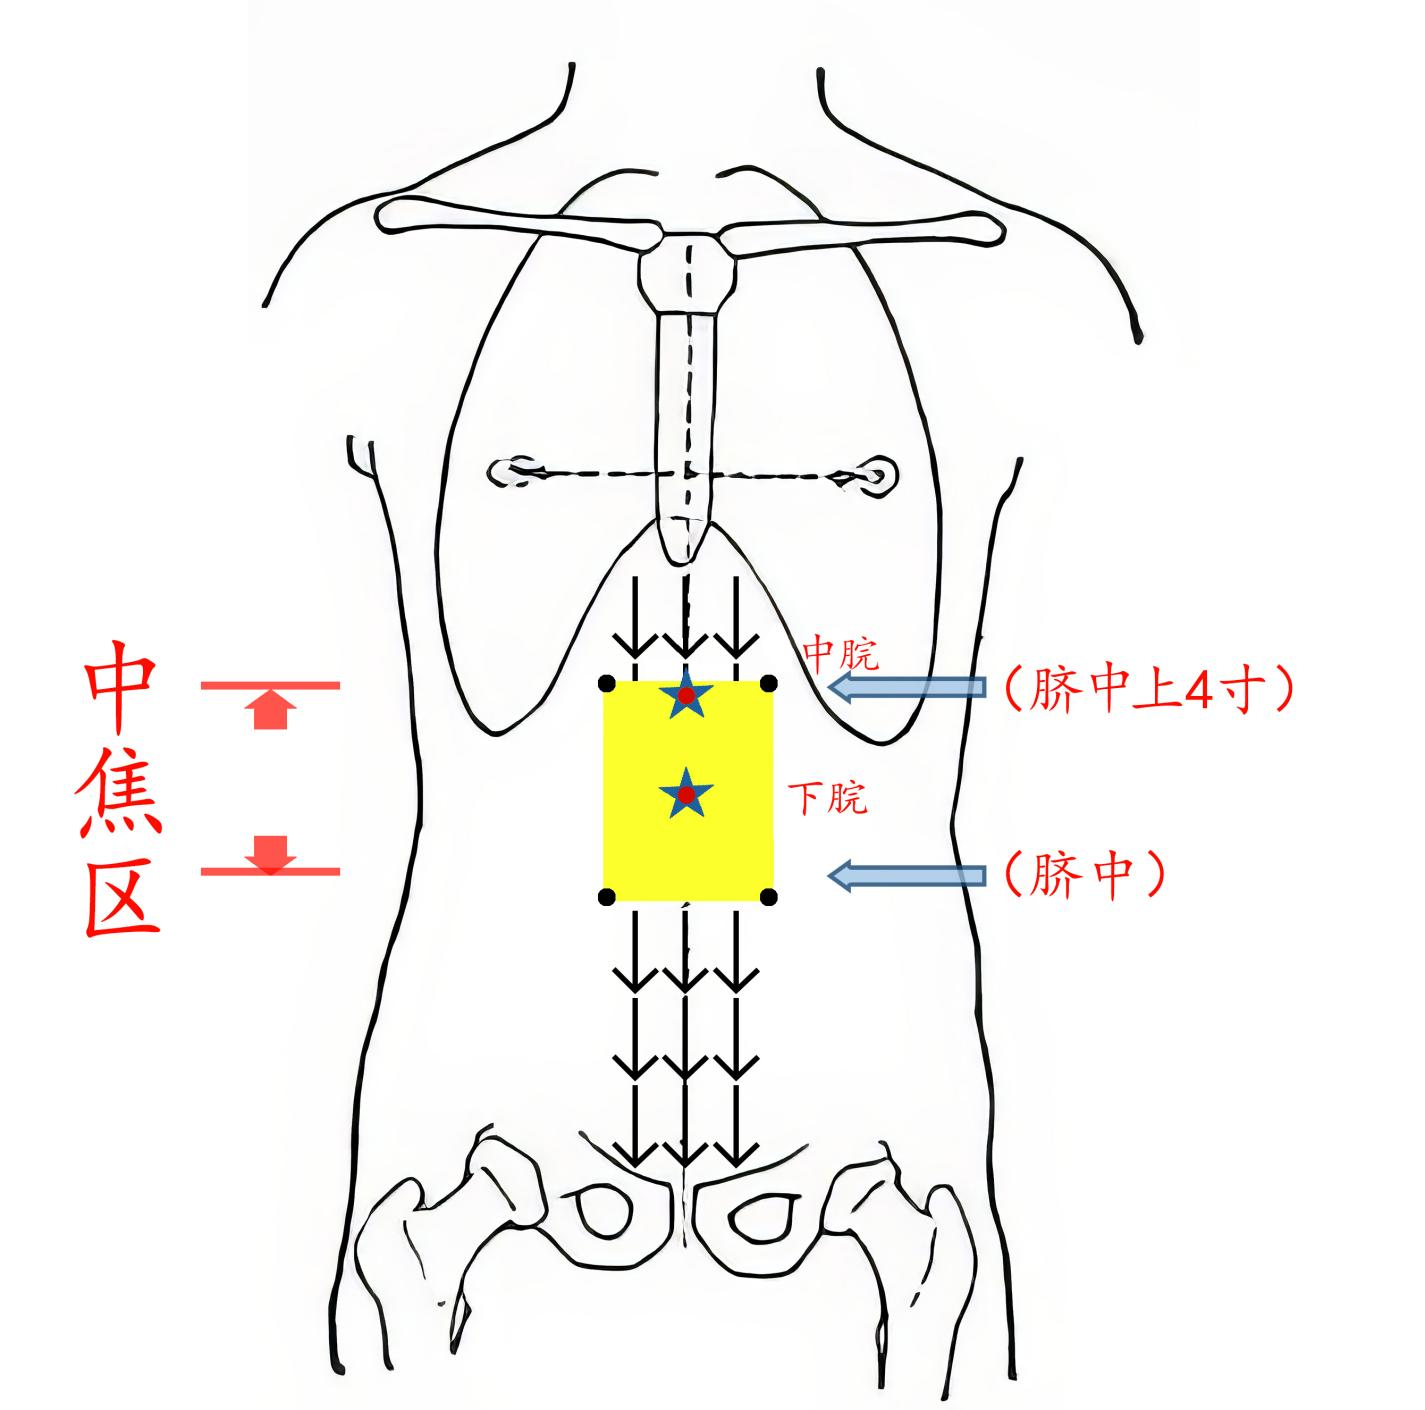 中脘
（脐中上4寸）
中焦区
下脘
（脐中）